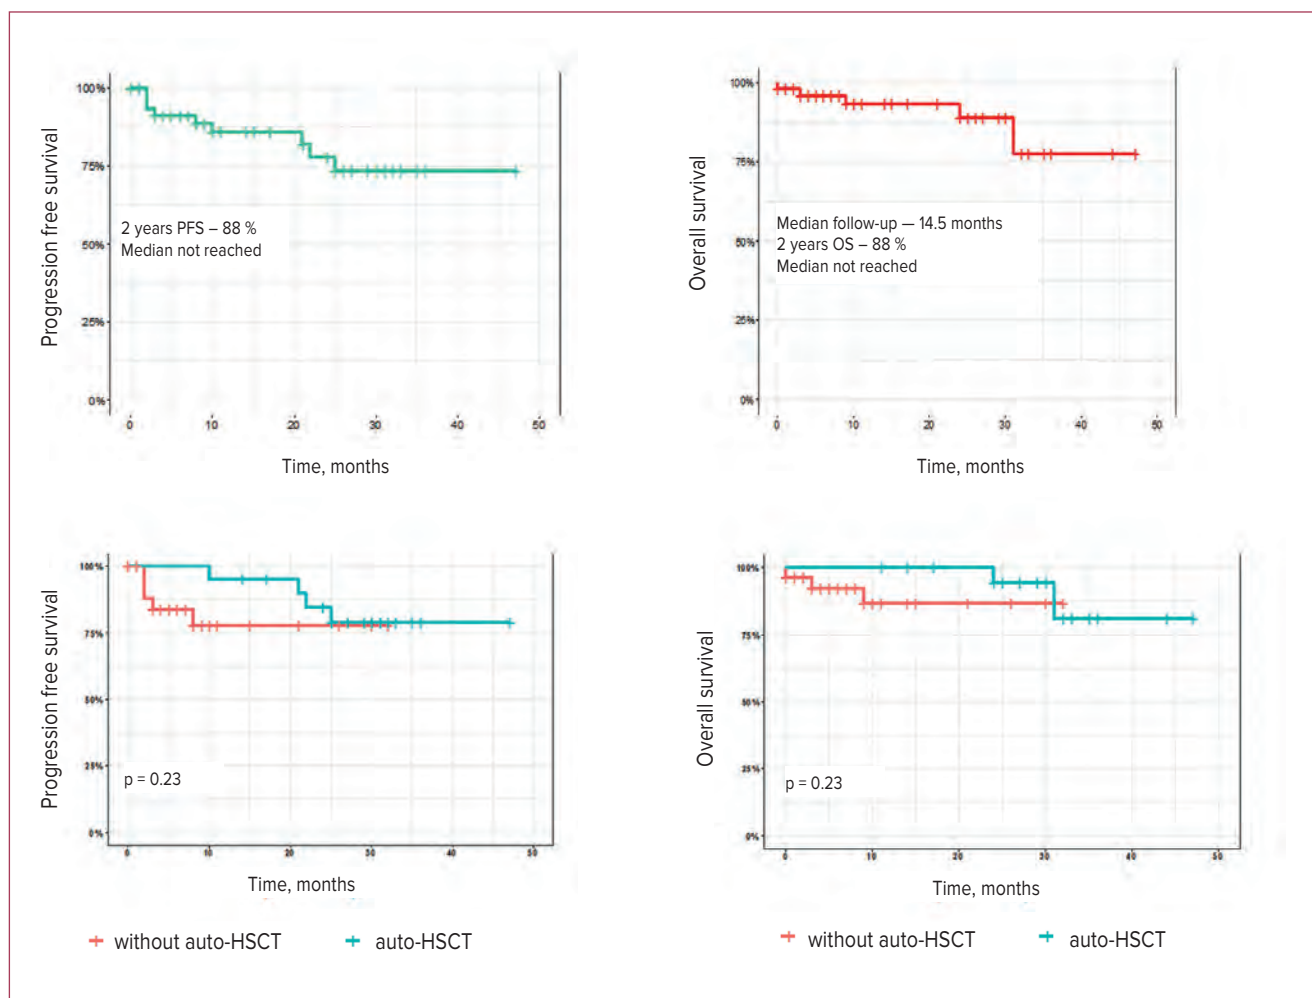 Progression free survival
100%
75%
50%
25%
0%
2 years PFS – 88 %
Median not reached
0 10 20 30 40 50
Time, months
Overall survival
100%
75%
50%
25%
0%
Median follow-up — 14.5 months
2 years OS – 88 %
Median not reached
0 10 20 30 40 50
Time, months
Progression free survival
100%
75%
50%
25%
0%
p = 0.23
0 10 20 30 40 50
Time, months
without auto-HSCT auto-HSCT
Overall survival
100%
75%
50%
25%
0%
p = 0.23
0 10 20 30 40 50
Time, months
without auto-HSCT auto-HSCT